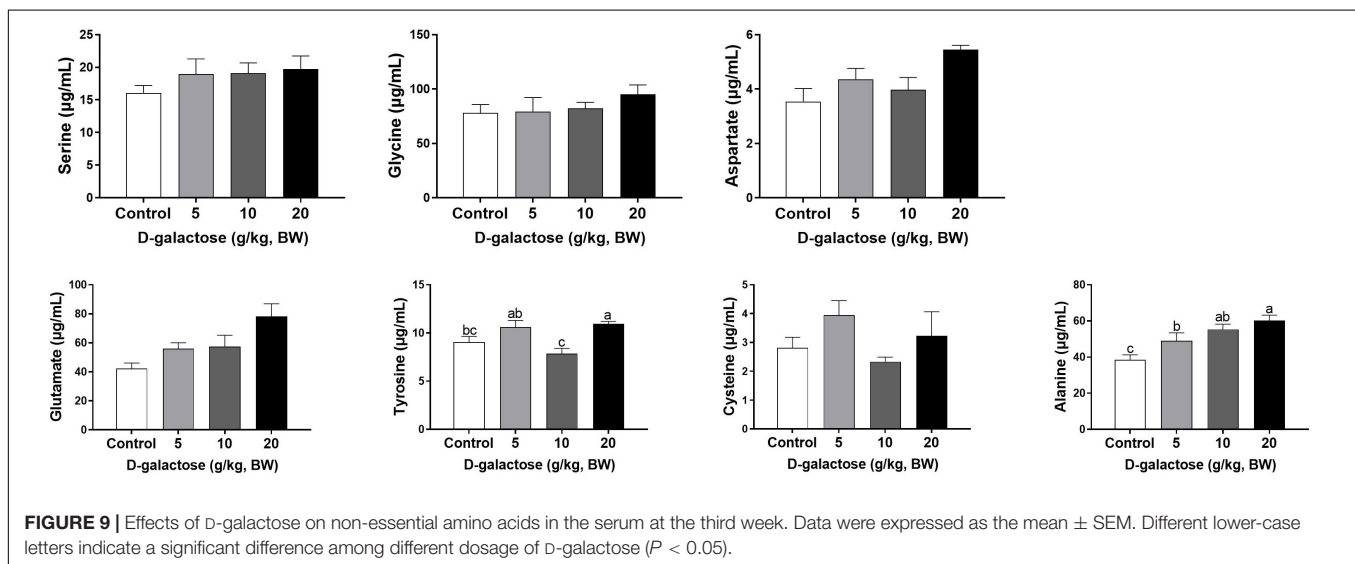 Serine (µg/mL)
25
20
15
10
5
0
Control 5 10 20
D-galactose (g/kg, BW)
Glycine (µg/mL)
150
100
50
0
Control 5 10 20
D-galactose (g/kg, BW)
Aspartate (µg/mL)
6
4
2
0
Control 5 10 20
D-galactose (g/kg, BW)
Glutamate (µg/mL)
100
80
60
40
20
0
Control 5 10 20
D-galactose (g/kg, BW)
Tyrosine (µg/mL)
15
10
5
0
bc ab c a
Control 5 10 20
D-galactose (g/kg, BW)
Cysteine (µg/mL)
5
4
3
2
1
0
Control 5 10 20
D-galactose (g/kg, BW)
Alanine (µg/mL)
80
60
40
20
0
c b ab a
Control 5 10 20
D-galactose (g/kg, BW)
FIGURE 9 | Effects of D-galactose on non-essential amino acids in the serum at the third week. Data were expressed as the mean ± SEM. Different lower-case
letters indicate a significant difference among different dosage of D-galactose (P < 0.05).